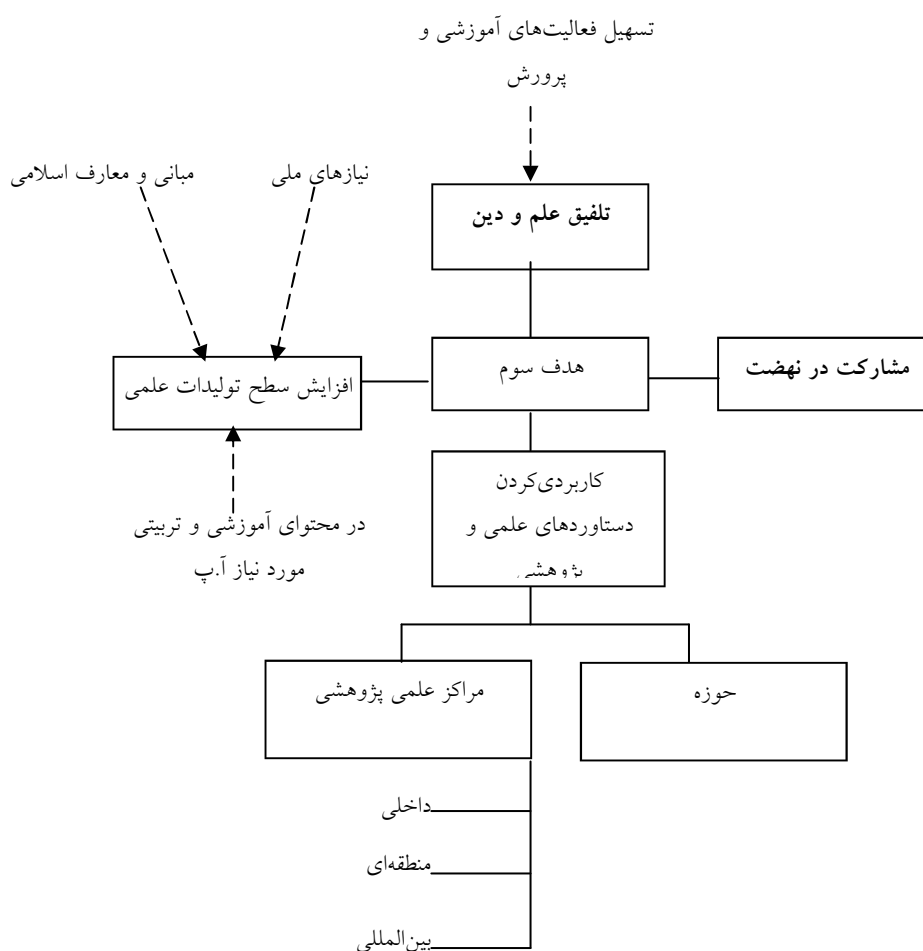 تسهیل فعالیت‌های آموزشی و
پرورش
مبانی و معارف اسلامی
نیازهای ملی
تلفیق علم و دین
افزایش سطح تولیدات علمی
هدف سوم
مشارکت در نهضت
کاربردی‌کردن
دستاوردهای علمی و
پژوهشی
در محتوای آموزشی و تربیتی
مورد نیاز آ.پ
مراکز علمی پژوهشی
حوزه
داخلی
منطقه‌ای
بین‌المللی